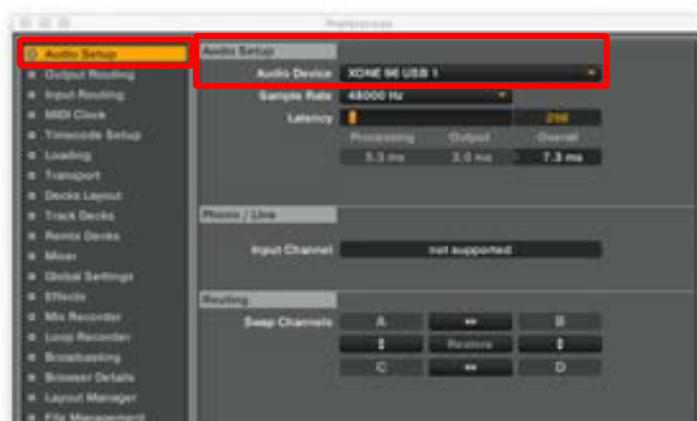 Preferences
Audio Setup
Output Routing
Input Routing
MIDI Clock
Timecode Setup
Loading
Transport
Decks Layout
Track Decks
Remix Decks
Mixer
Global Settings
Effects
Mix Recorder
Loop Recorder
Broadcasting
Browser Details
Layout Manager
File Management
Audio Setup
Audio Device XONE 96 USB 1
Sample Rate 48000 Hz
Latency 256
Processing Output Overall
5.3 ms 2.0 ms 7.3 ms
Phono / Line
Input Channel not supported
Routing
Swap Channels A ↔ B
↕ Restore ↕
C ↔ D